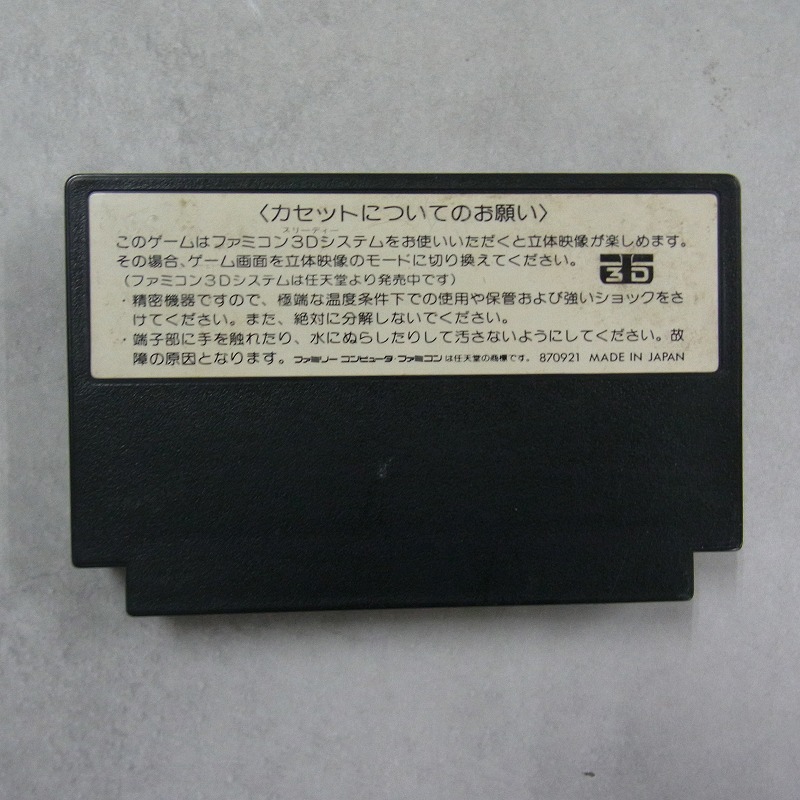 〈カセットについてのお願い〉
スリーディー
このゲームはファミコン3Dシステムをお使いいただくと立体映像が楽しめます。
その場合、ゲーム画面を立体映像のモードに切り換えてください。
3D
(ファミコン3Dシステムは任天堂より発売中です)
・精密機器ですので、極端な温度条件下での使用や保管および強いショックをさ
けてください。また、絶対に分解しないでください。
・端子部に手を触れたり、水にぬらしたりして汚さないようにしてください。故
障の原因となります。ファミリーコンピュータ・ファミコンは任天堂の商標です。 870921 MADE IN JAPAN